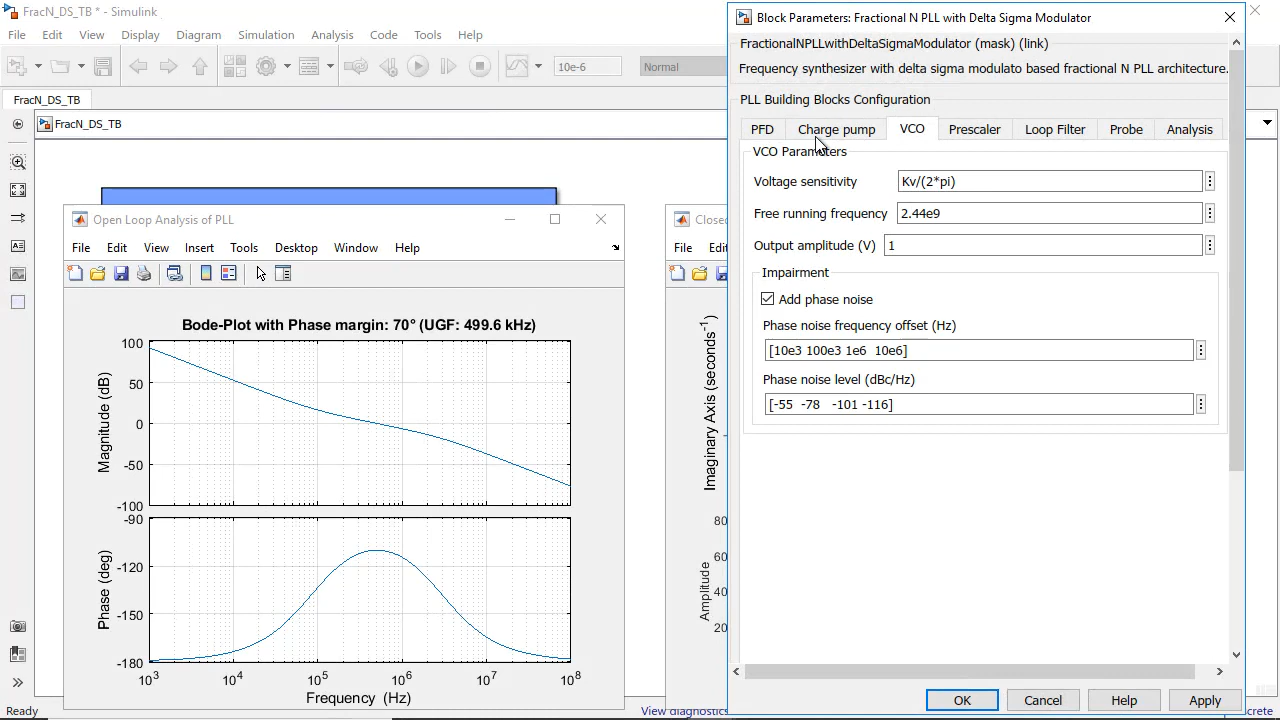 FracN_DS_TB * - Simulink
File Edit View Display Diagram Simulation Analysis Code Tools Help
10e-6
Normal
FracN_DS_TB
FracN_DS_TB
Open Loop Analysis of PLL
File Edit View Insert Tools Desktop Window Help
Bode-Plot with Phase margin: 70° (UGF: 499.6 kHz)
Magnitude (dB)
100
50
0
-50
-100
Phase (deg)
-90
-120
-150
-180
10³ 10⁴ 10⁵ 10⁶ 10⁷ 10⁸
Frequency (Hz)
Closed
File Edi
Imaginary Axis (seconds⁻¹)
Amplitude
80
60
40
20
Block Parameters: Fractional N PLL with Delta Sigma Modulator
FractionalNPLLwithDeltaSigmaModulator (mask) (link)
Frequency synthesizer with delta sigma modulato based fractional N PLL architecture.
PLL Building Blocks Configuration
PFD Charge pump VCO Prescaler Loop Filter Probe Analysis
VCO Parameters
Voltage sensitivity Kv/(2*pi)
Free running frequency 2.44e9
Output amplitude (V) 1
Impairment
Add phase noise
Phase noise frequency offset (Hz)
[10e3 100e3 1e6 10e6]
Phase noise level (dBc/Hz)
[-55 -78 -101 -116]
OK Cancel Help Apply
Ready
View diagnostics
crete